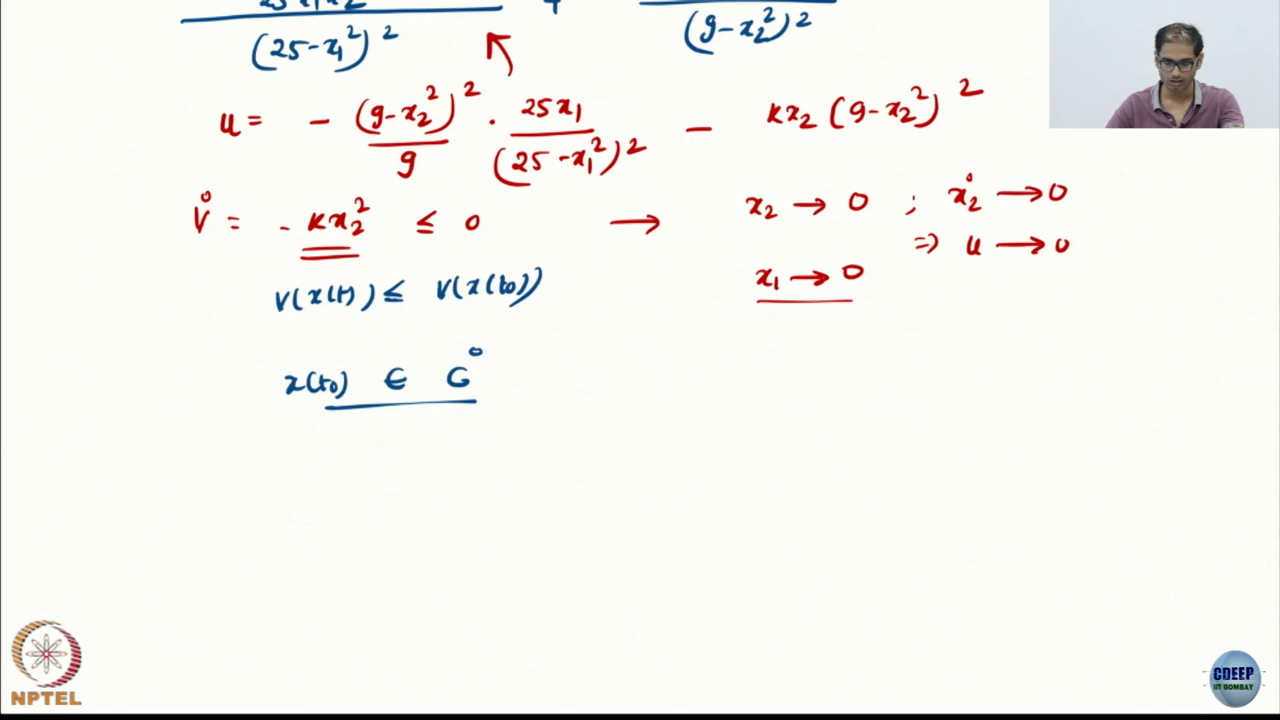 (25-x₁²)² (9-x₂²)²
u = - (9-x₂²)²/9 · 25x₁/(25-x₁²)² - kx₂(9-x₂²)²
V̇ = - kx₂² ≤ 0 → x₂ → 0 ; ẋ₂ → 0
⇒ u → 0
x₁ → 0
V(x(t)) ≤ V(x(t₀))
x(t₀) ∈ G°
NPTEL
CDEEP
IIT BOMBAY